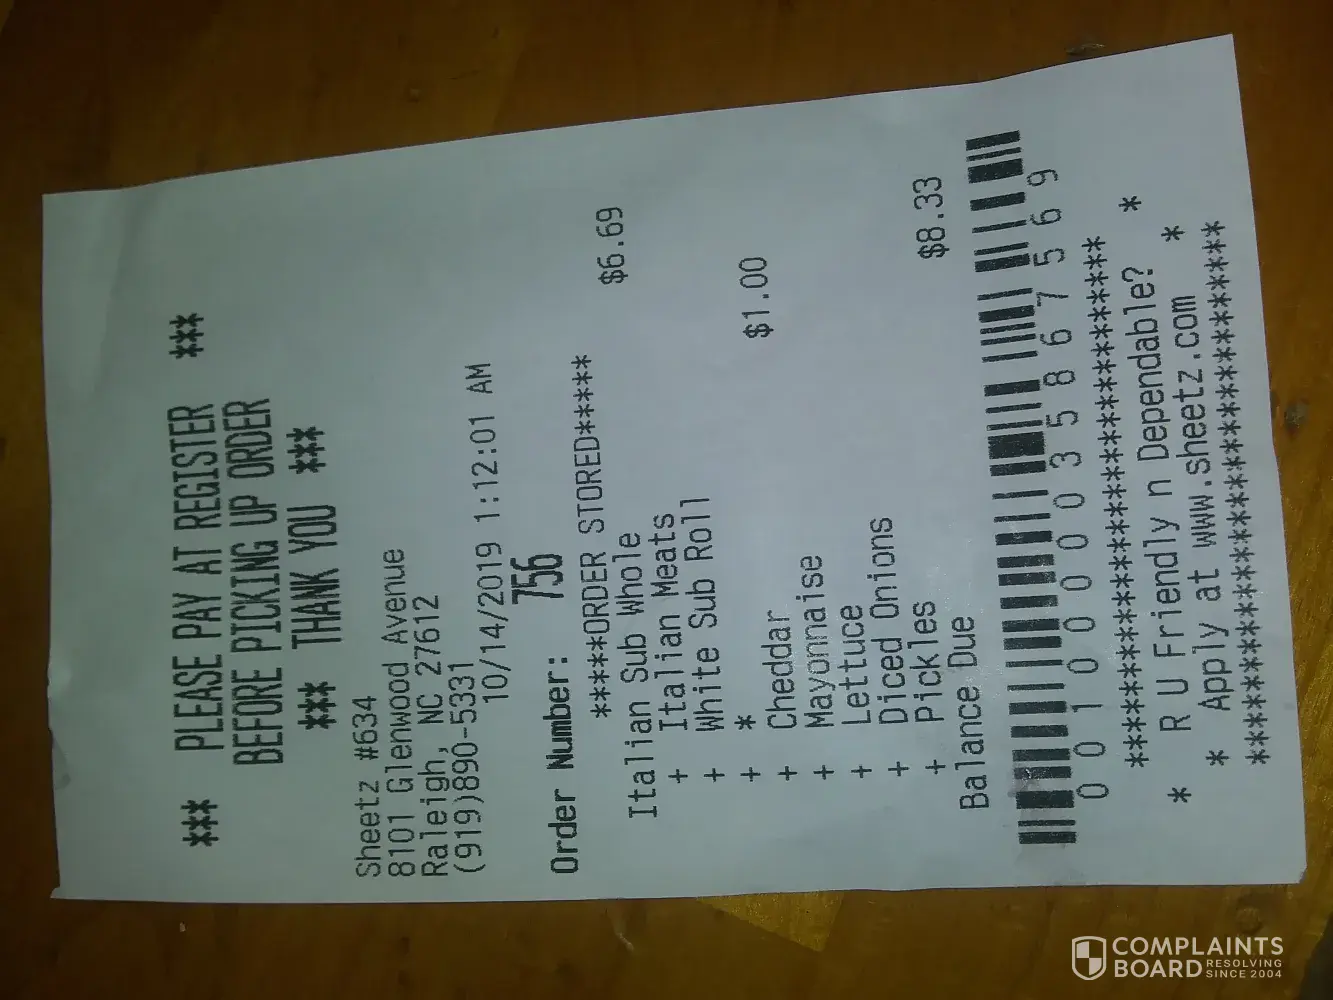 *** PLEASE PAY AT REGISTER ***
BEFORE PICKING UP ORDER
*** THANK YOU ***
Sheetz #634
8101 Glenwood Avenue
Raleigh, NC 27612
(919)890-5331
10/14/2019 1:12:01 AM
Order Number: 756
*****ORDER STORED*****
Italian Sub Whole $6.69
+ Italian Meats
+ White Sub Roll
+ *
+ Cheddar $1.00
+ Mayonnaise
+ Lettuce
+ Diced Onions
+ Pickles
Balance Due $8.33
0 0 1 0 0 0 0 3 5 8 6 7 5 6 9
******************************
* R U Friendly n Dependable? *
* Apply at www.sheetz.com *
******************************
COMPLAINTS
BOARD RESOLVING
SINCE 2004